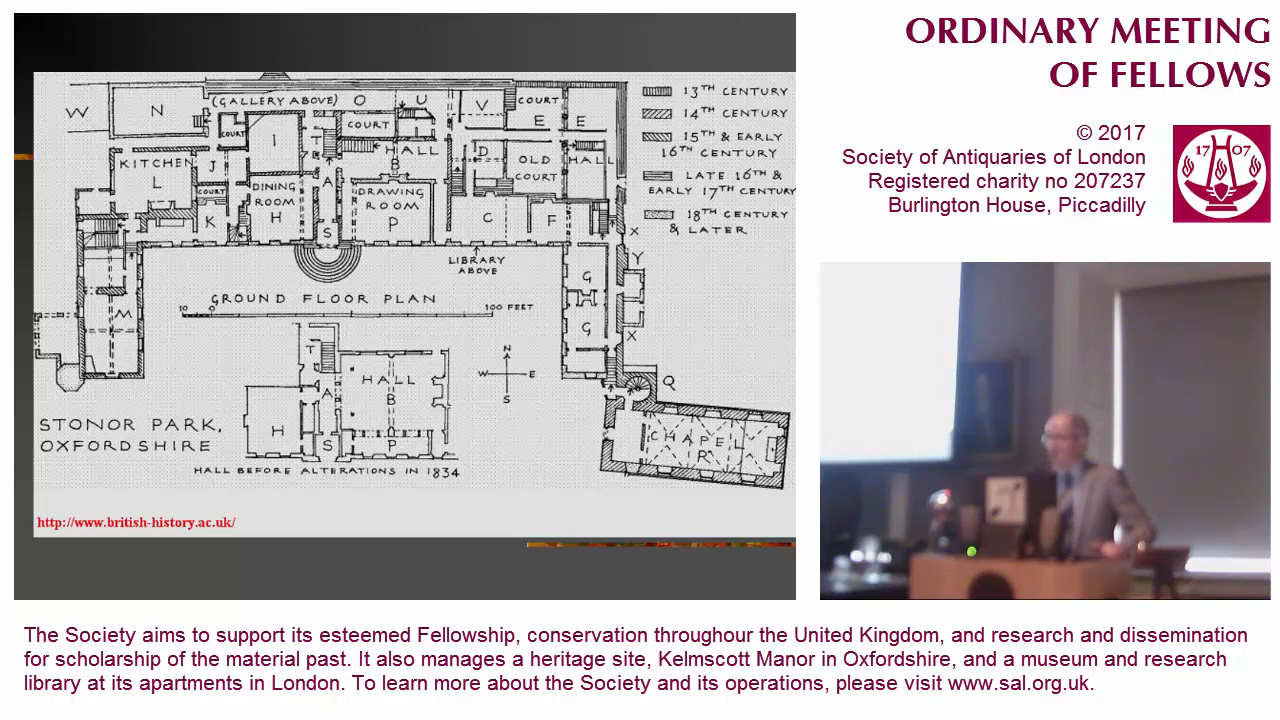 ORDINARY MEETING
OF FELLOWS
© 2017
Society of Antiquaries of London
Registered charity no 207237
Burlington House, Piccadilly
17 07
W
N
(GALLERY ABOVE)
O
U
V
COURT
E
E
COURT
I
T
COURT
HALL
B
D
OLD
COURT
HALL
KITCHEN
L
J
COURT
K
DINING
ROOM
H
A
S
DRAWING
ROOM
P
C
F
LIBRARY
ABOVE
X
Y
X
G
G
M
Q
CHAPEL
R
13TH CENTURY
14TH CENTURY
15TH & EARLY
16TH CENTURY
LATE 16TH &
EARLY 17TH CENTURY
18TH CENTURY
& LATER
GROUND FLOOR PLAN
10 0 100 FEET
N
W E
S
T
A
S
H
HALL
B
P
STONOR PARK,
OXFORDSHIRE
HALL BEFORE ALTERATIONS IN 1834
http://www.british-history.ac.uk/
The Society aims to support its esteemed Fellowship, conservation throughour the United Kingdom, and research and dissemination
for scholarship of the material past. It also manages a heritage site, Kelmscott Manor in Oxfordshire, and a museum and research
library at its apartments in London. To learn more about the Society and its operations, please visit www.sal.org.uk.